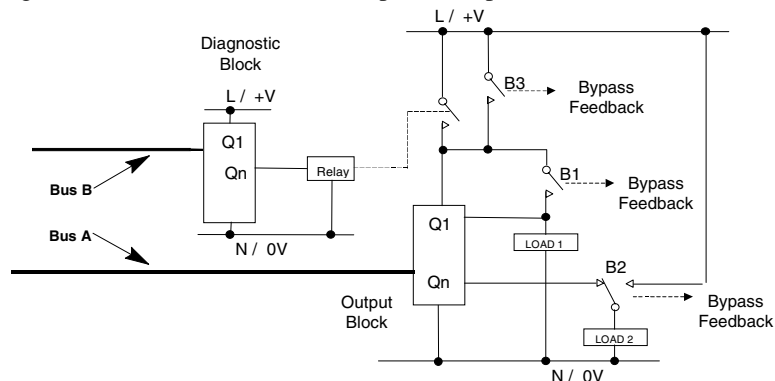 L / +V
Diagnostic
Block
L / +V
B3
Bypass
Feedback
Q1
Qn
Relay
Bus B
B1
Bypass
Feedback
Bus A
N / 0V
Q1
LOAD 1
Qn
B2
Output
Block
Bypass
Feedback
LOAD 2
N / 0V